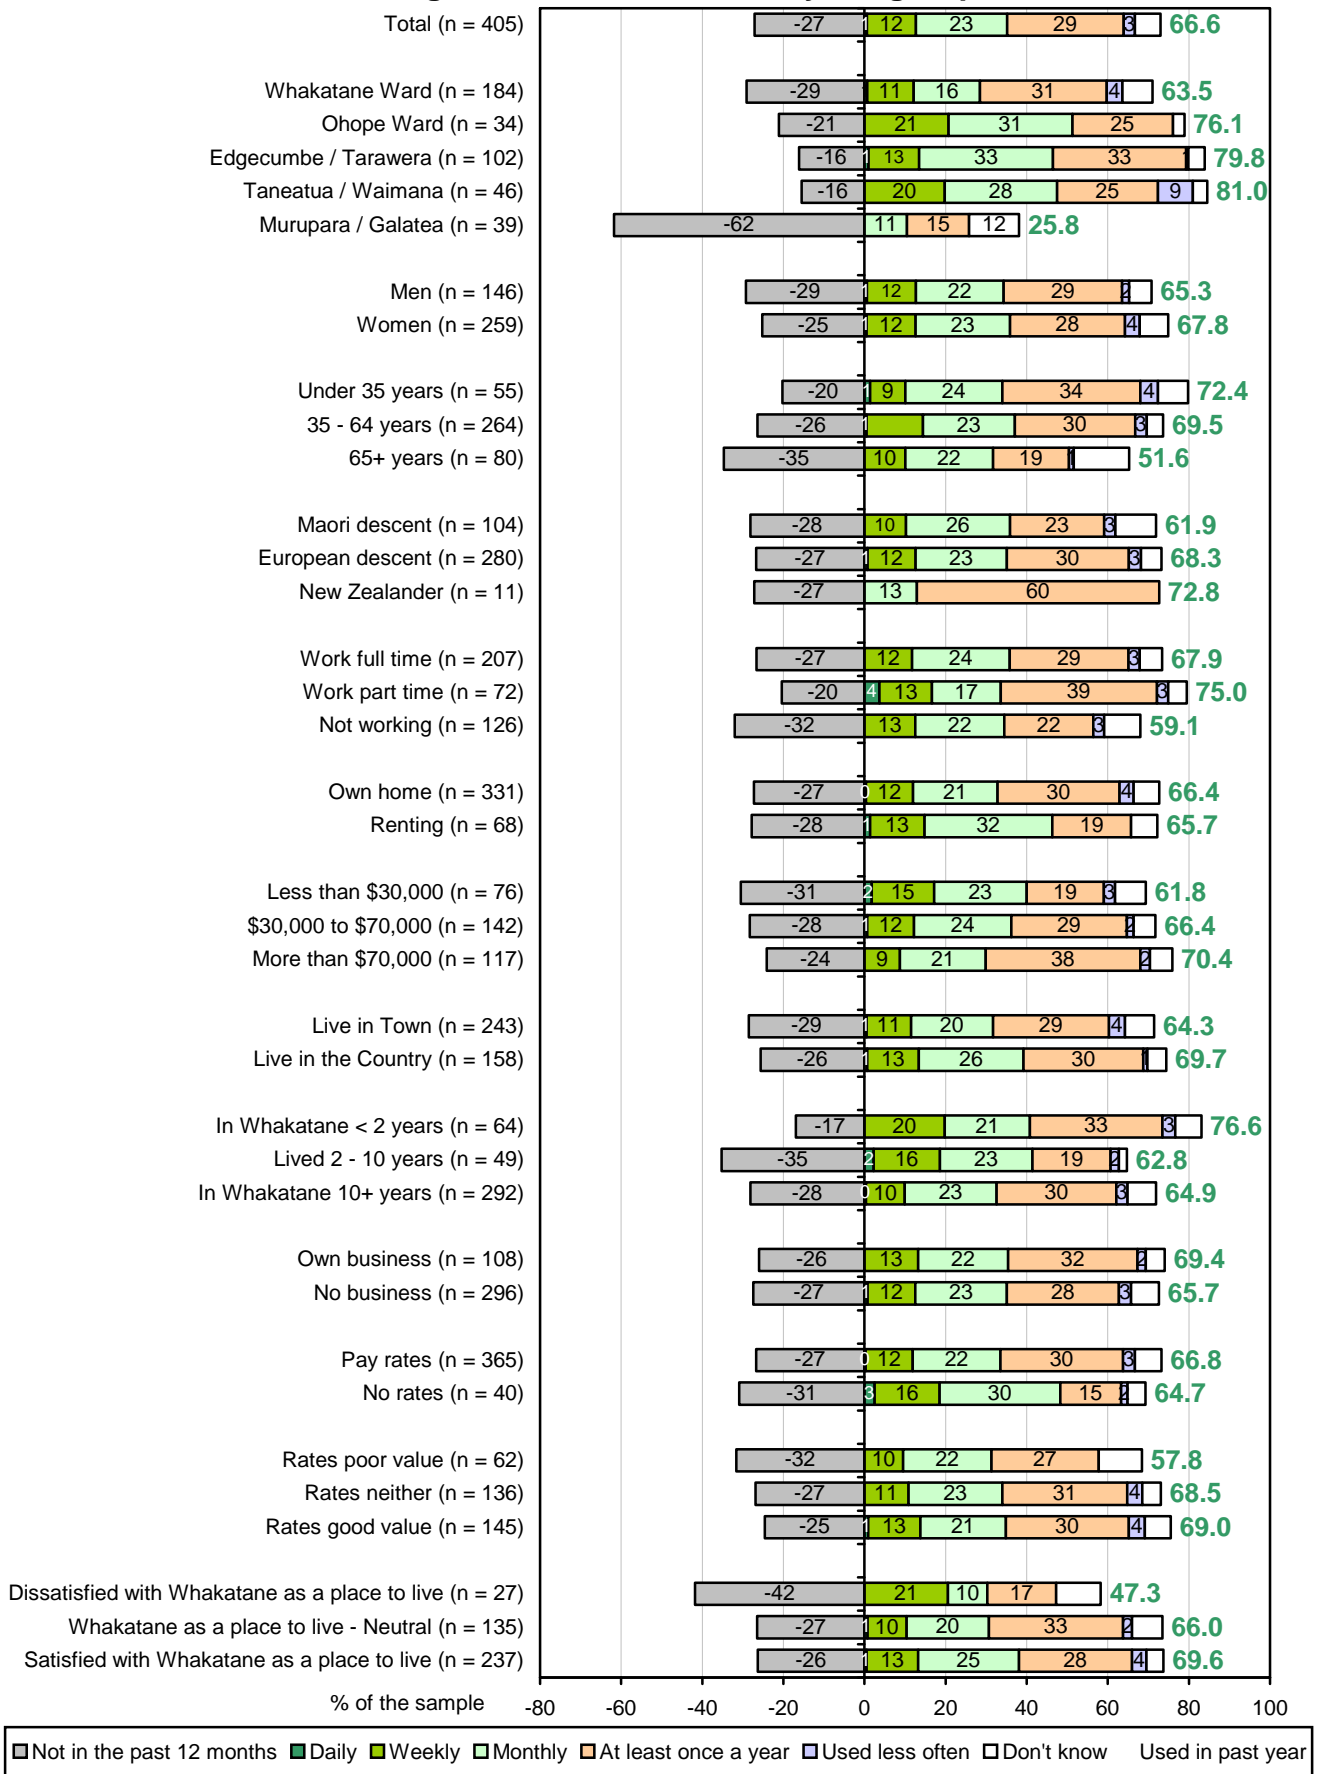 Total (n = 405) -27 1 12 23 29 3 66.6
Whakatane Ward (n = 184) -29 11 16 31 4 63.5
Ohope Ward (n = 34) -21 21 31 25 76.1
Edgecumbe / Tarawera (n = 102) -16 1 13 33 33 1 79.8
Taneatua / Waimana (n = 46) -16 20 28 25 9 81.0
Murupara / Galatea (n = 39) -62 11 15 12 25.8
Men (n = 146) -29 1 12 22 29 2 65.3
Women (n = 259) -25 1 12 23 28 4 67.8
Under 35 years (n = 55) -20 1 9 24 34 4 72.4
35 - 64 years (n = 264) -26 1 23 30 3 69.5
65+ years (n = 80) -35 10 22 19 1 51.6
Maori descent (n = 104) -28 10 26 23 3 61.9
European descent (n = 280) -27 1 12 23 30 3 68.3
New Zealander (n = 11) -27 13 60 72.8
Work full time (n = 207) -27 12 24 29 3 67.9
Work part time (n = 72) -20 4 13 17 39 3 75.0
Not working (n = 126) -32 13 22 22 3 59.1
Own home (n = 331) -27 0 12 21 30 4 66.4
Renting (n = 68) -28 1 13 32 19 65.7
Less than $30,000 (n = 76) -31 2 15 23 19 3 61.8
$30,000 to $70,000 (n = 142) -28 1 12 24 29 2 66.4
More than $70,000 (n = 117) -24 9 21 38 2 70.4
Live in Town (n = 243) -29 1 11 20 29 4 64.3
Live in the Country (n = 158) -26 1 13 26 30 1 69.7
In Whakatane < 2 years (n = 64) -17 20 21 33 3 76.6
Lived 2 - 10 years (n = 49) -35 2 16 23 19 2 62.8
In Whakatane 10+ years (n = 292) -28 0 10 23 30 3 64.9
Own business (n = 108) -26 13 22 32 2 69.4
No business (n = 296) -27 1 12 23 28 3 65.7
Pay rates (n = 365) -27 0 12 22 30 3 66.8
No rates (n = 40) -31 3 16 30 15 2 64.7
Rates poor value (n = 62) -32 10 22 27 57.8
Rates neither (n = 136) -27 11 23 31 4 68.5
Rates good value (n = 145) -25 1 13 21 30 4 69.0
Dissatisfied with Whakatane as a place to live (n = 27) -42 21 10 17 47.3
Whakatane as a place to live - Neutral (n = 135) -27 1 10 20 33 2 66.0
Satisfied with Whakatane as a place to live (n = 237) -26 1 13 25 28 4 69.6
% of the sample -80 -60 -40 -20 0 20 40 60 80 100
Not in the past 12 months Daily Weekly Monthly At least once a year Used less often Don't know Used in past year